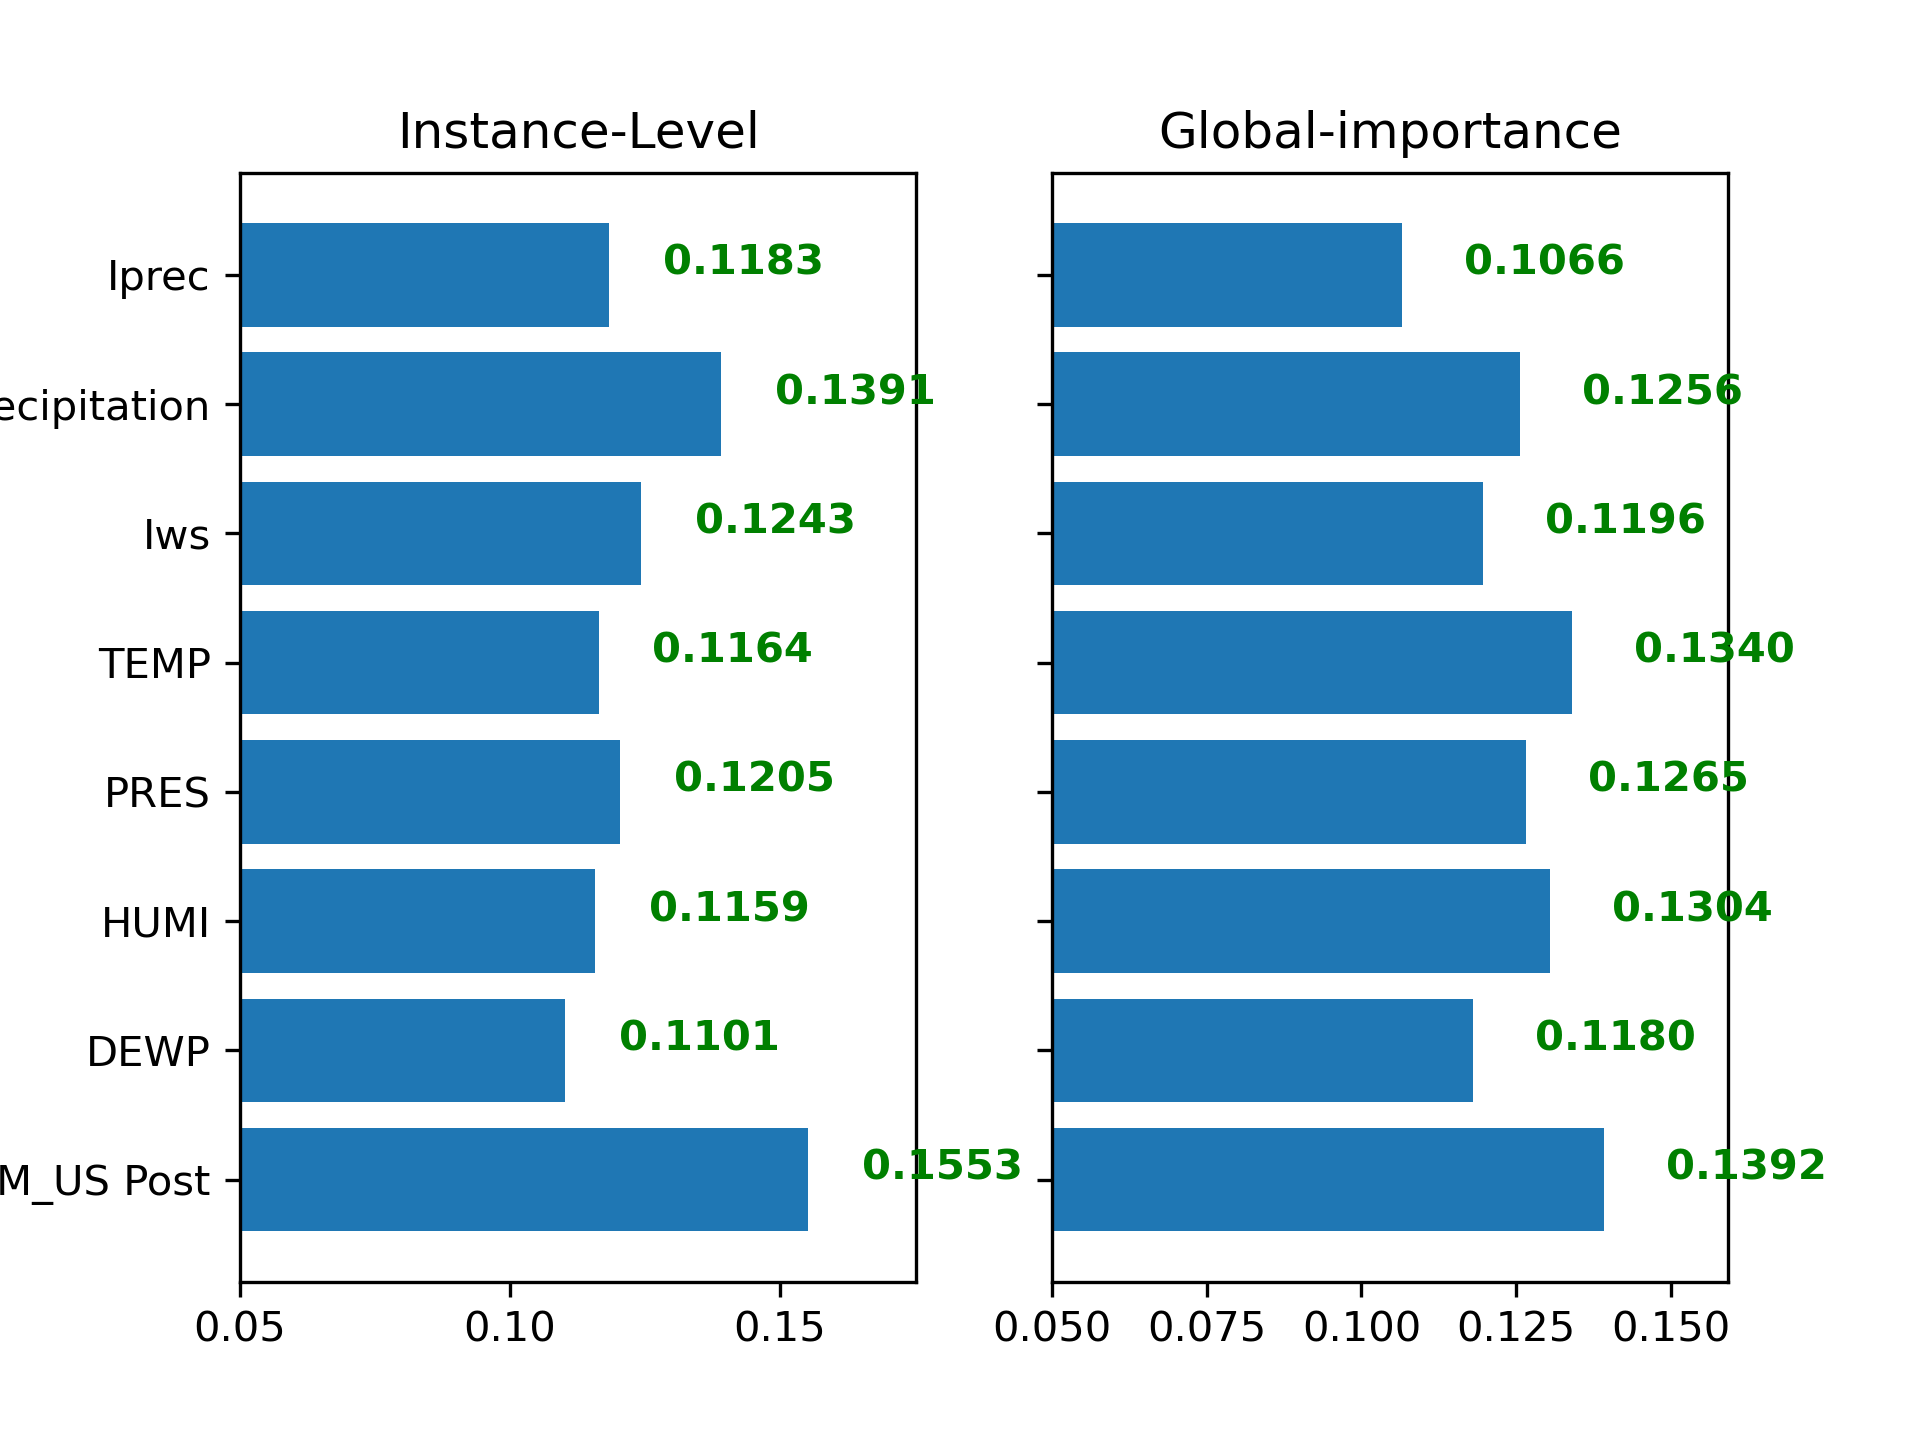 Instance-Level
Global-importance
Iprec
0.1183
0.1066
ecipitation
0.1391
0.1256
Iws
0.1243
0.1196
TEMP
0.1164
0.1340
PRES
0.1205
0.1265
HUMI
0.1159
0.1304
DEWP
0.1101
0.1180
M_US Post
0.1553
0.1392
0.05 0.10 0.15
0.050 0.075 0.100 0.125 0.150